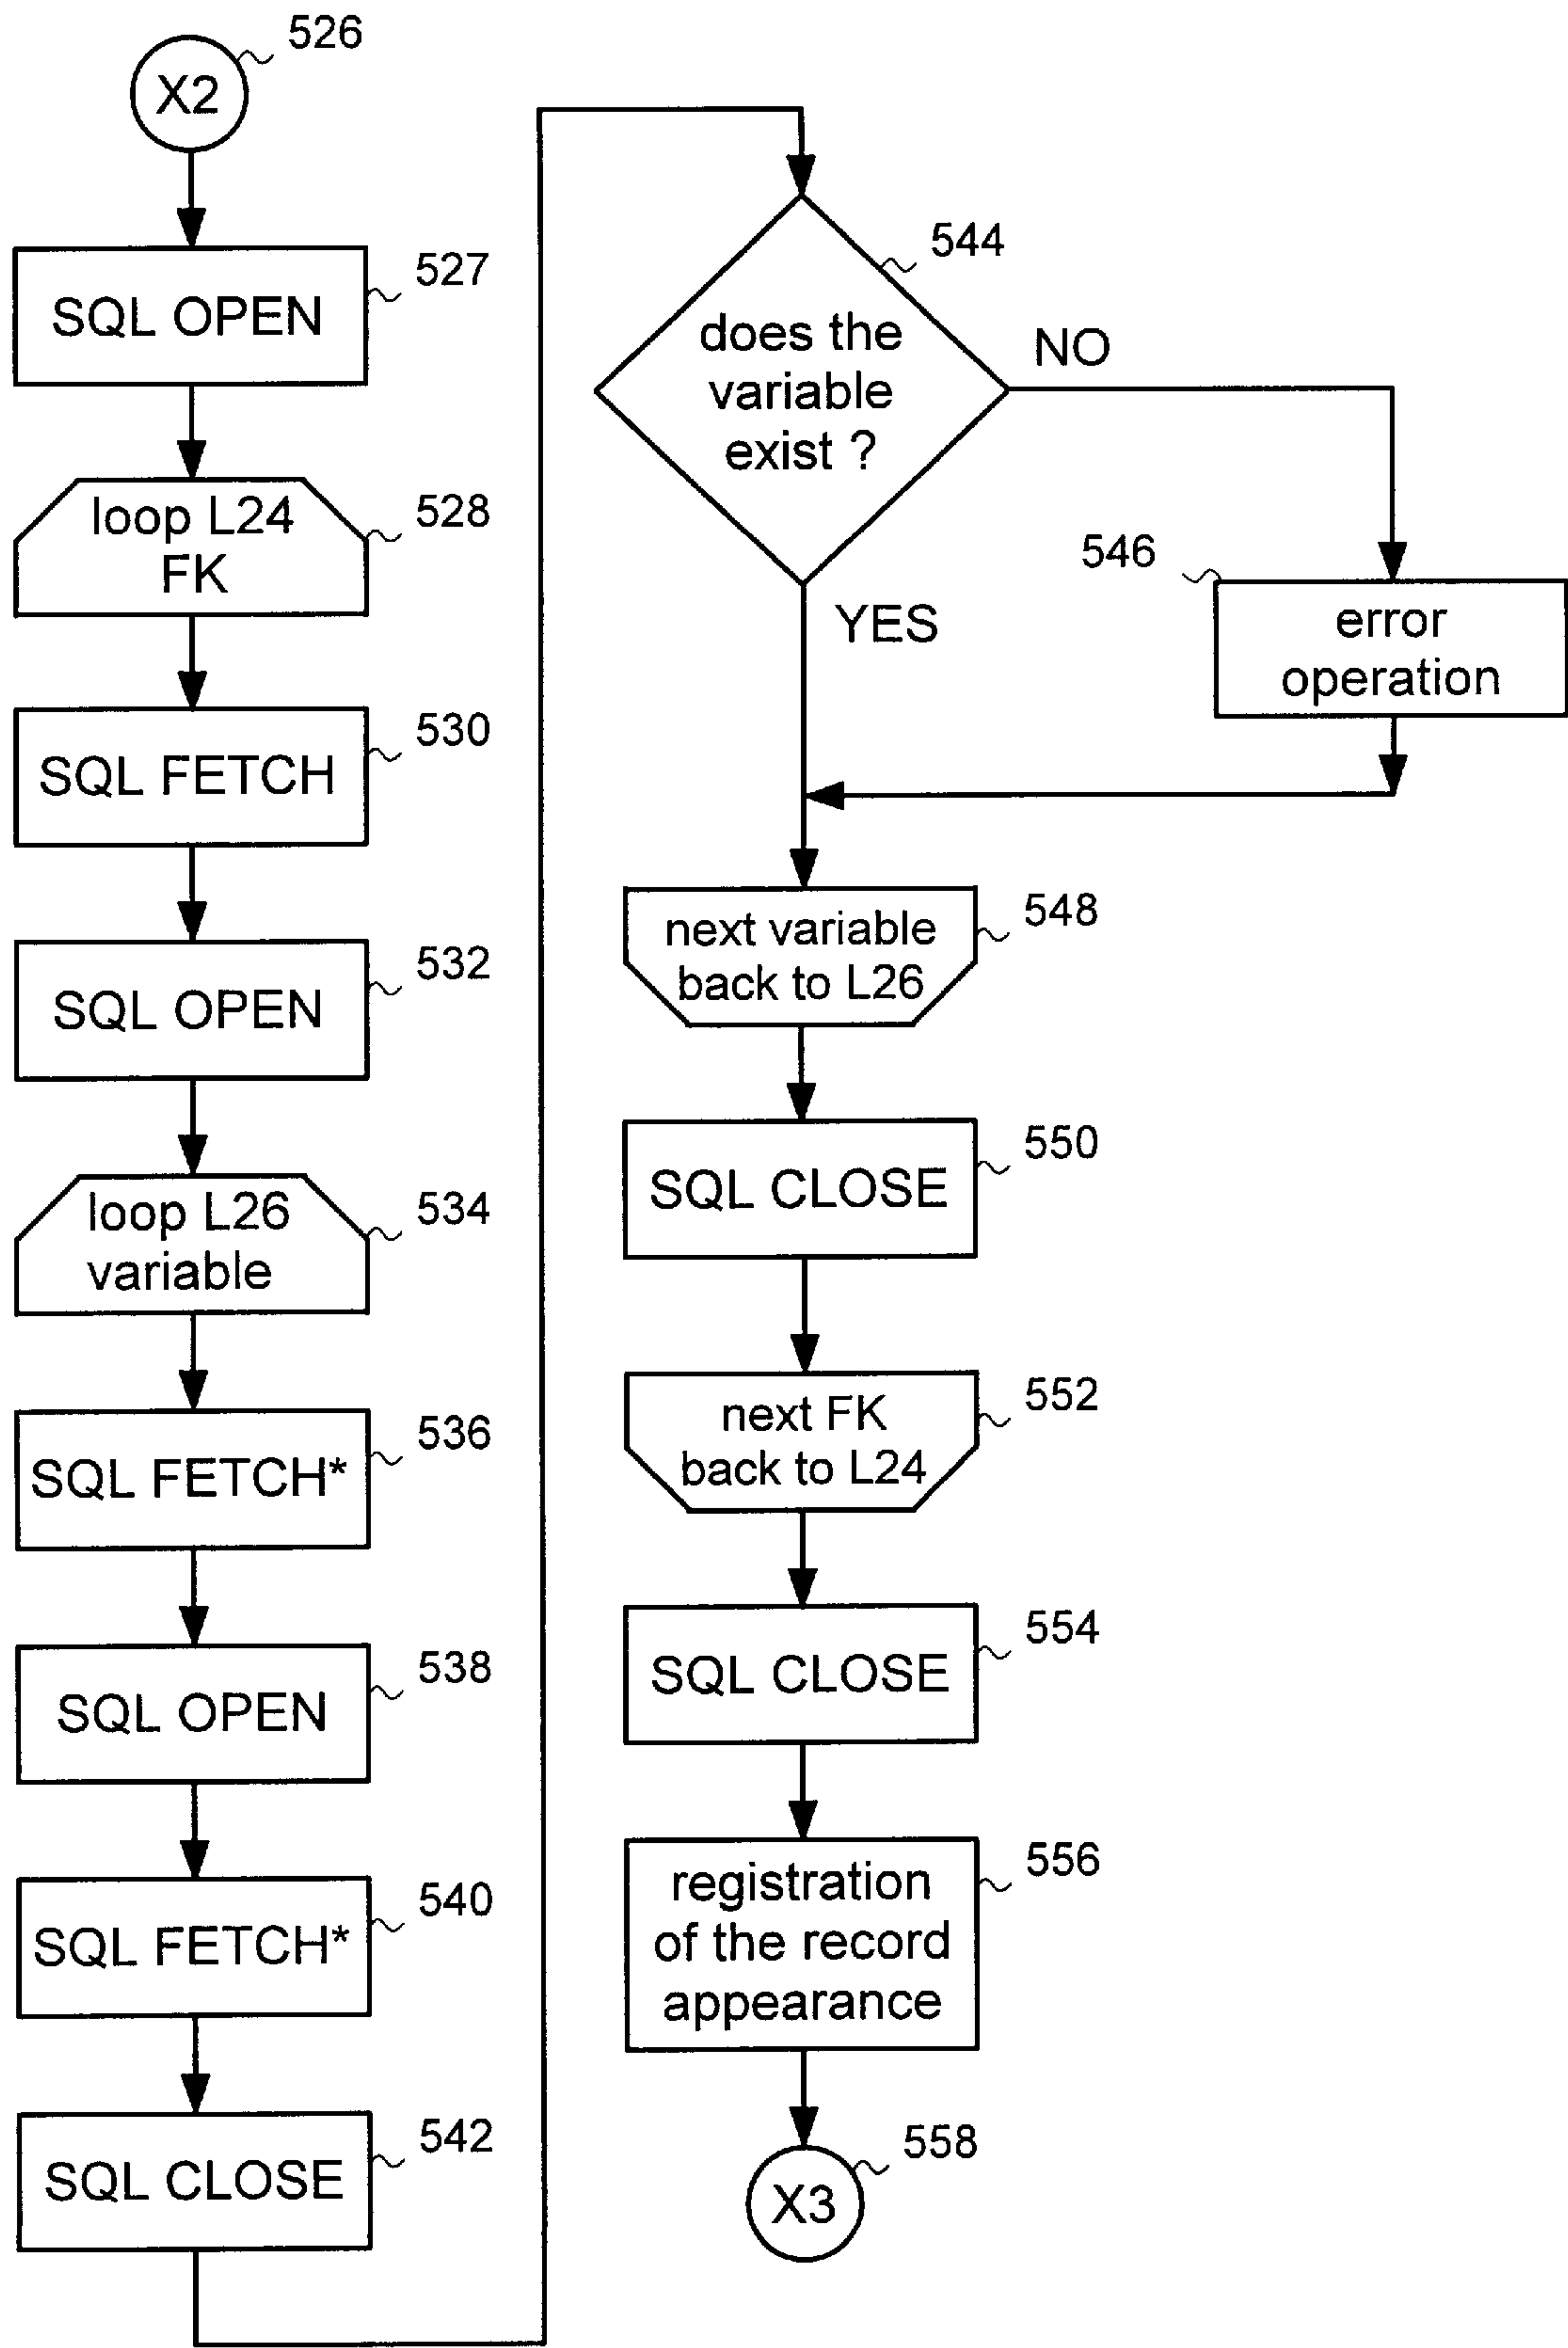 526
X2
527
SQL OPEN
528
loop L24
FK
530
SQL FETCH
532
SQL OPEN
534
loop L26
variable
536
SQL FETCH*
538
SQL OPEN
540
SQL FETCH*
542
SQL CLOSE
544
does the
variable
exist ?
NO
YES
546
error
operation
548
next variable
back to L26
550
SQL CLOSE
552
next FK
back to L24
554
SQL CLOSE
556
registration
of the record
appearance
558
X3